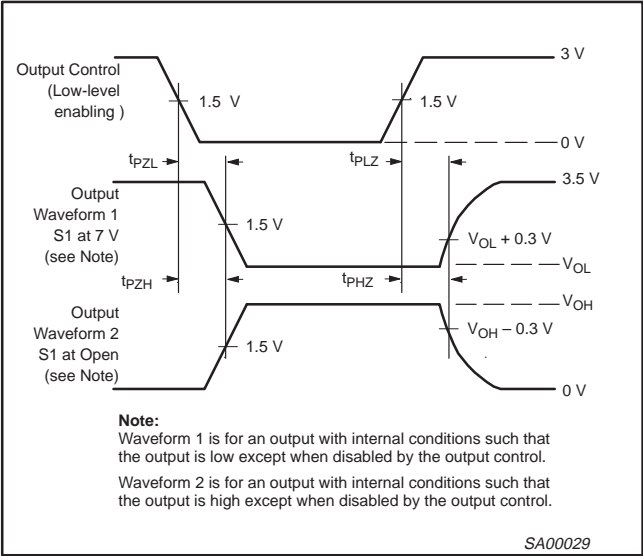 3 V
Output Control
(Low-level
enabling )
1.5 V
1.5 V
0 V
tPZL
tPLZ
3.5 V
Output
Waveform 1
S1 at 7 V
(see Note)
1.5 V
VOL + 0.3 V
VOL
tPZH
tPHZ
VOH
Output
Waveform 2
S1 at Open
(see Note)
1.5 V
VOH – 0.3 V
0 V
Note:
Waveform 1 is for an output with internal conditions such that
the output is low except when disabled by the output control.
Waveform 2 is for an output with internal conditions such that
the output is high except when disabled by the output control.
SA00029